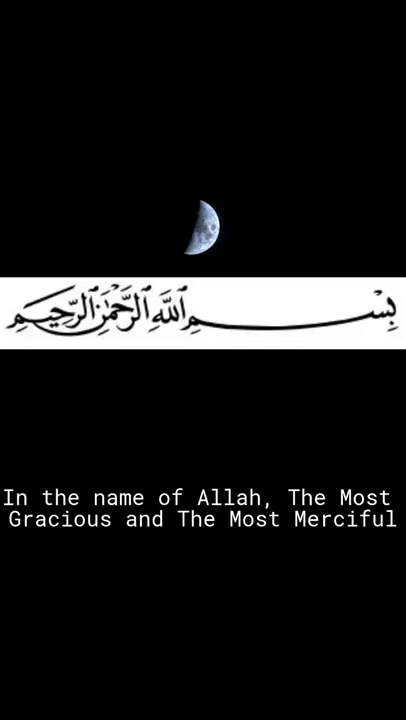 بِسْمِ اللَّهِ الرَّحْمَٰنِ الرَّحِيمِ
In the name of Allah, The Most
Gracious and The Most Merciful